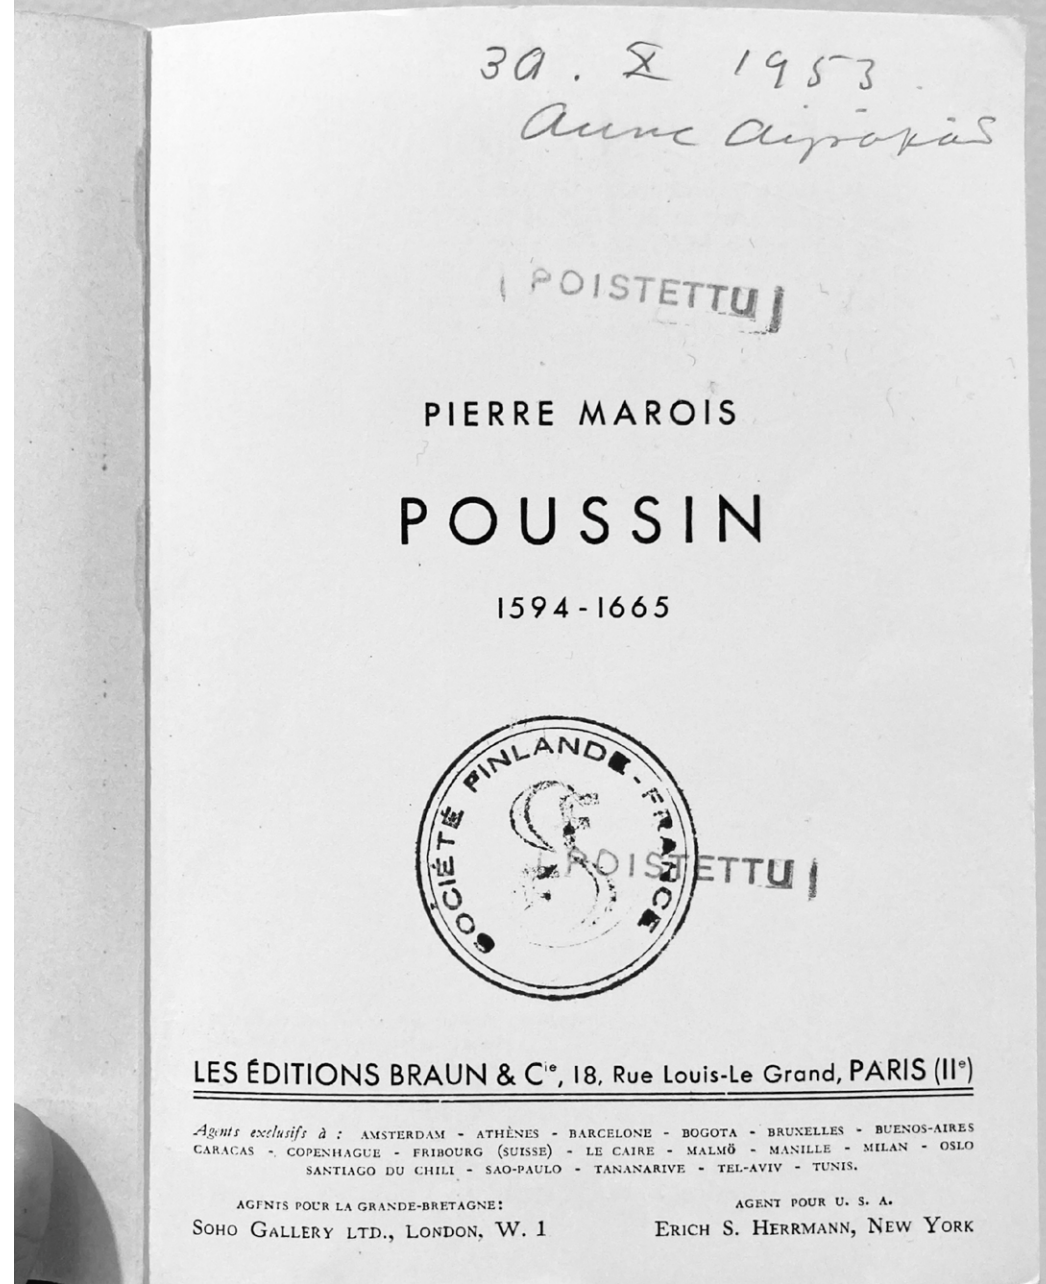 30. X 1953.
Aune
| POISTETTU |
PIERRE MAROIS
POUSSIN
1594-1665
SOCIÉTÉ FINLANDE-FRANCE
| POISTETTU |
LES ÉDITIONS BRAUN & Cie, 18, Rue Louis-Le Grand, PARIS (IIe)
Agents exclusifs à : AMSTERDAM - ATHÈNES - BARCELONE - BOGOTA - BRUXELLES - BUENOS-AIRES
CARACAS - COPENHAGUE - FRIBOURG (SUISSE) - LE CAIRE - MALMÖ - MANILLE - MILAN - OSLO
SANTIAGO DU CHILI - SAO-PAULO - TANANARIVE - TEL-AVIV - TUNIS.
AGENTS POUR LA GRANDE-BRETAGNE:
SOHO GALLERY LTD., LONDON, W. 1
AGENT POUR U. S. A.
ERICH S. HERRMANN, NEW YORK